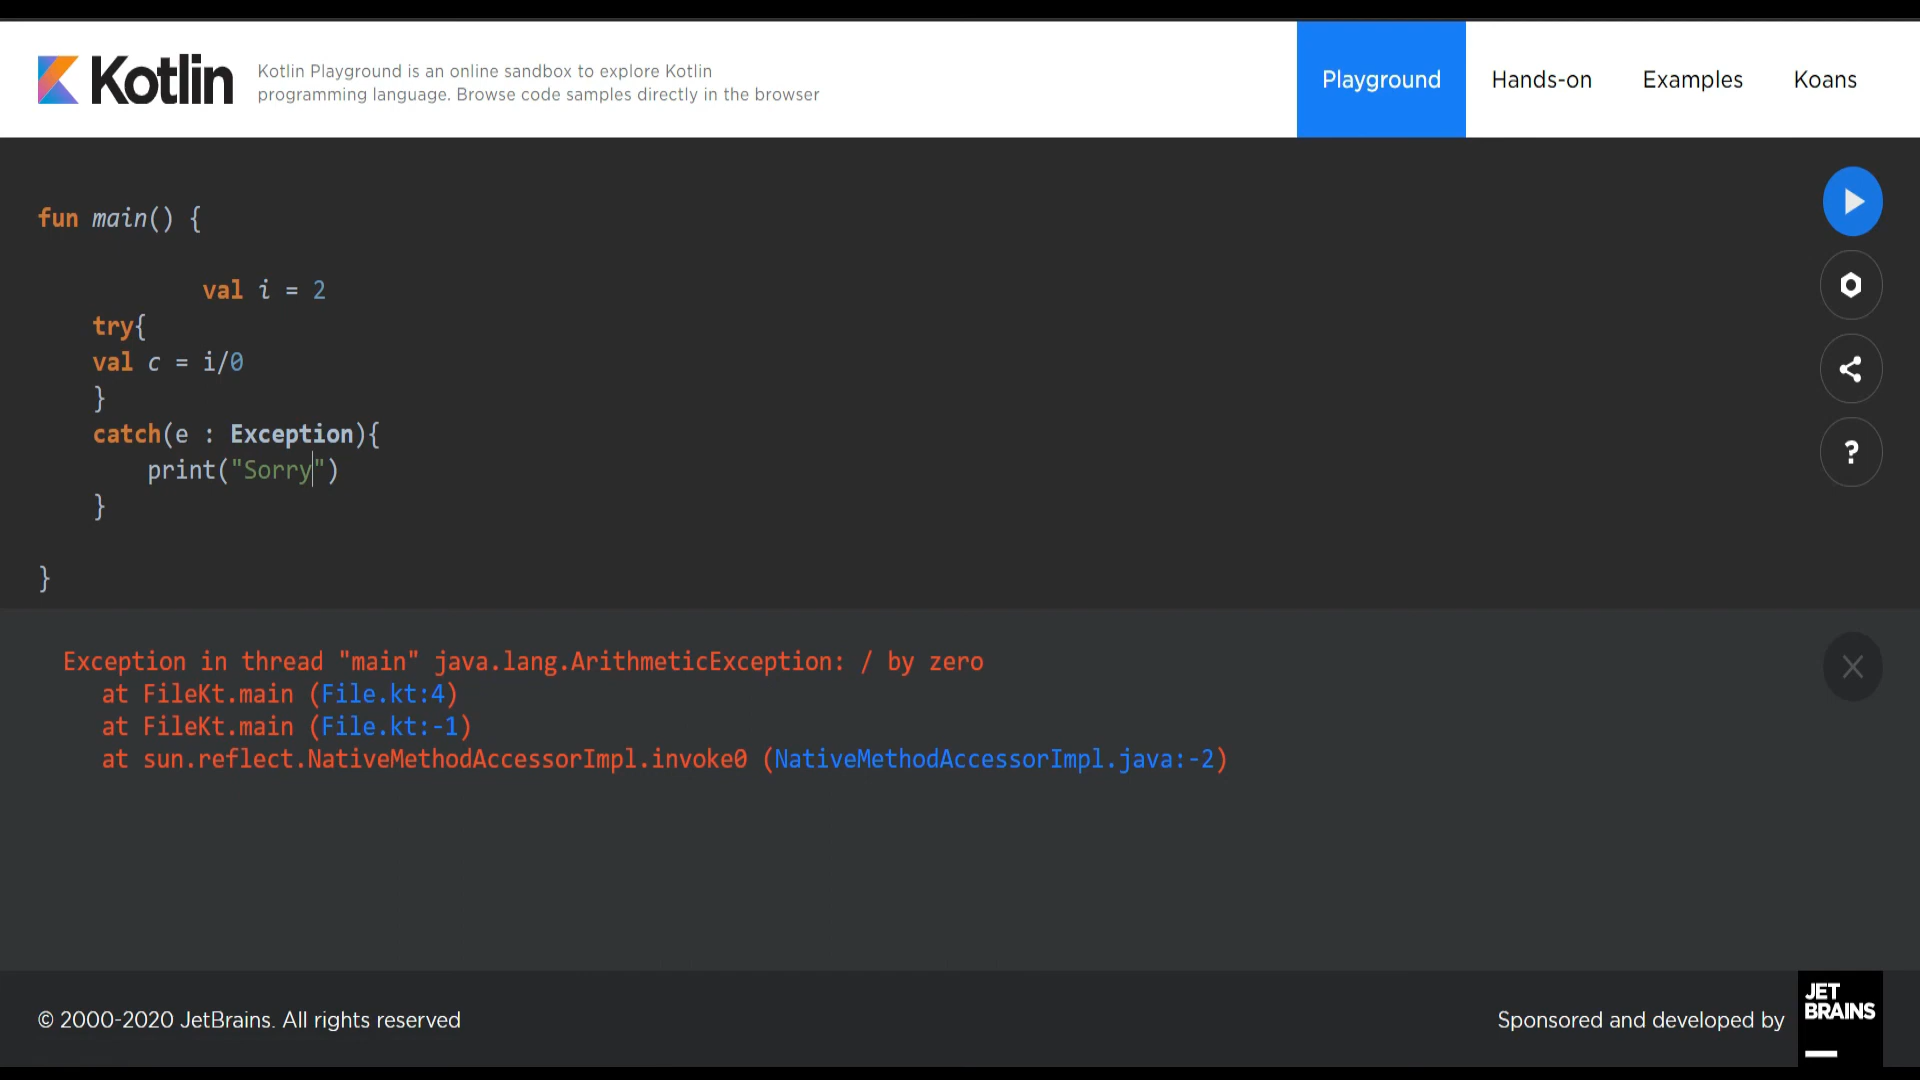 Kotlin
Kotlin Playground is an online sandbox to explore Kotlin
programming language. Browse code samples directly in the browser
Playground
Hands-on
Examples
Koans
fun main() {
val i = 2
try{
val c = i/0
}
catch(e : Exception){
print("Sorry")
}
}
?
Exception in thread "main" java.lang.ArithmeticException: / by zero
at FileKt.main (File.kt:4)
at FileKt.main (File.kt:-1)
at sun.reflect.NativeMethodAccessorImpl.invoke0 (NativeMethodAccessorImpl.java:-2)
© 2000-2020 JetBrains. All rights reserved
Sponsored and developed by
JET
BRAINS